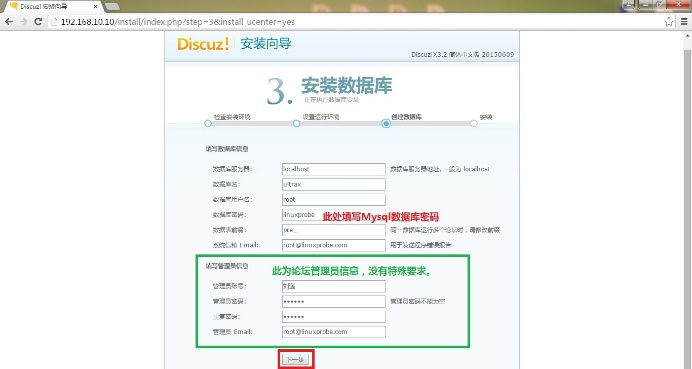 Discuz! 安装向导
192.168.10.10/install/index.php?step=3&install_ucenter=yes
Discuz! 安装向导
Discuz!X3.2 简体中文版 20150609
3. 安装数据库
正在执行数据库安装
检查安装环境 设置运行环境 创建数据库 安装
填写数据库信息
数据库服务器: localhost 数据库服务器地址, 一般为 localhost
数据库名: ultrax
数据库用户名: root
数据库密码: linuxprobe 此处填写Mysql数据库密码
数据表前缀: pre_ 同一数据库运行多个论坛时，请修改前缀
系统信箱 Email: root@linuxprobe.com 用于发送程序错误报告
填写管理员信息 此为论坛管理员信息，没有特殊要求。
管理员账号: 刘遄
管理员密码: •••••• 管理员密码不能为空
重复密码: ••••••
管理员 Email: root@linuxprobe.com
下一步